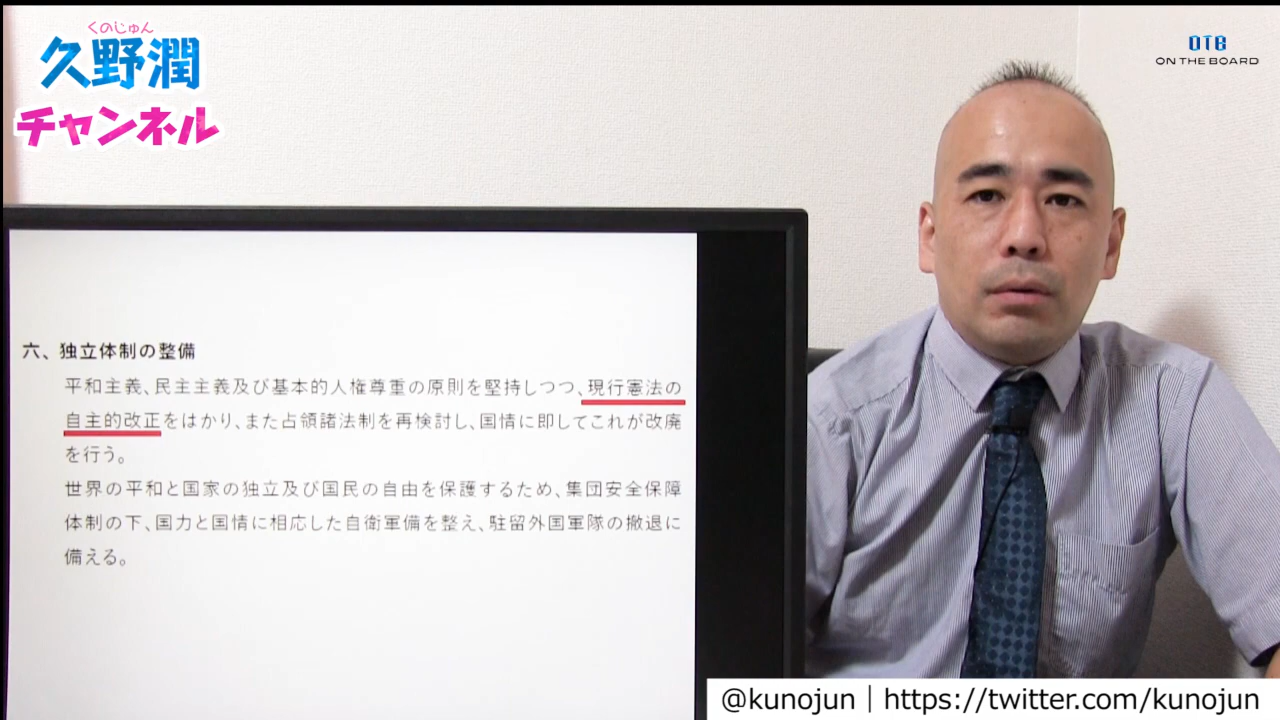 くのじゅん
久野潤
チャンネル
OTB
ON THE BOARD
六、独立体制の整備
平和主義、民主主義及び基本的人権尊重の原則を堅持しつつ、現行憲法の
自主的改正をはかり、また占領諸法制を再検討し、国情に即してこれが改廃
を行う。
世界の平和と国家の独立及び国民の自由を保護するため、集団安全保障
体制の下、国力と国情に相応した自衛軍備を整え、駐留外国軍隊の撤退に
備える。
@kunojun｜https://twitter.com/kunojun